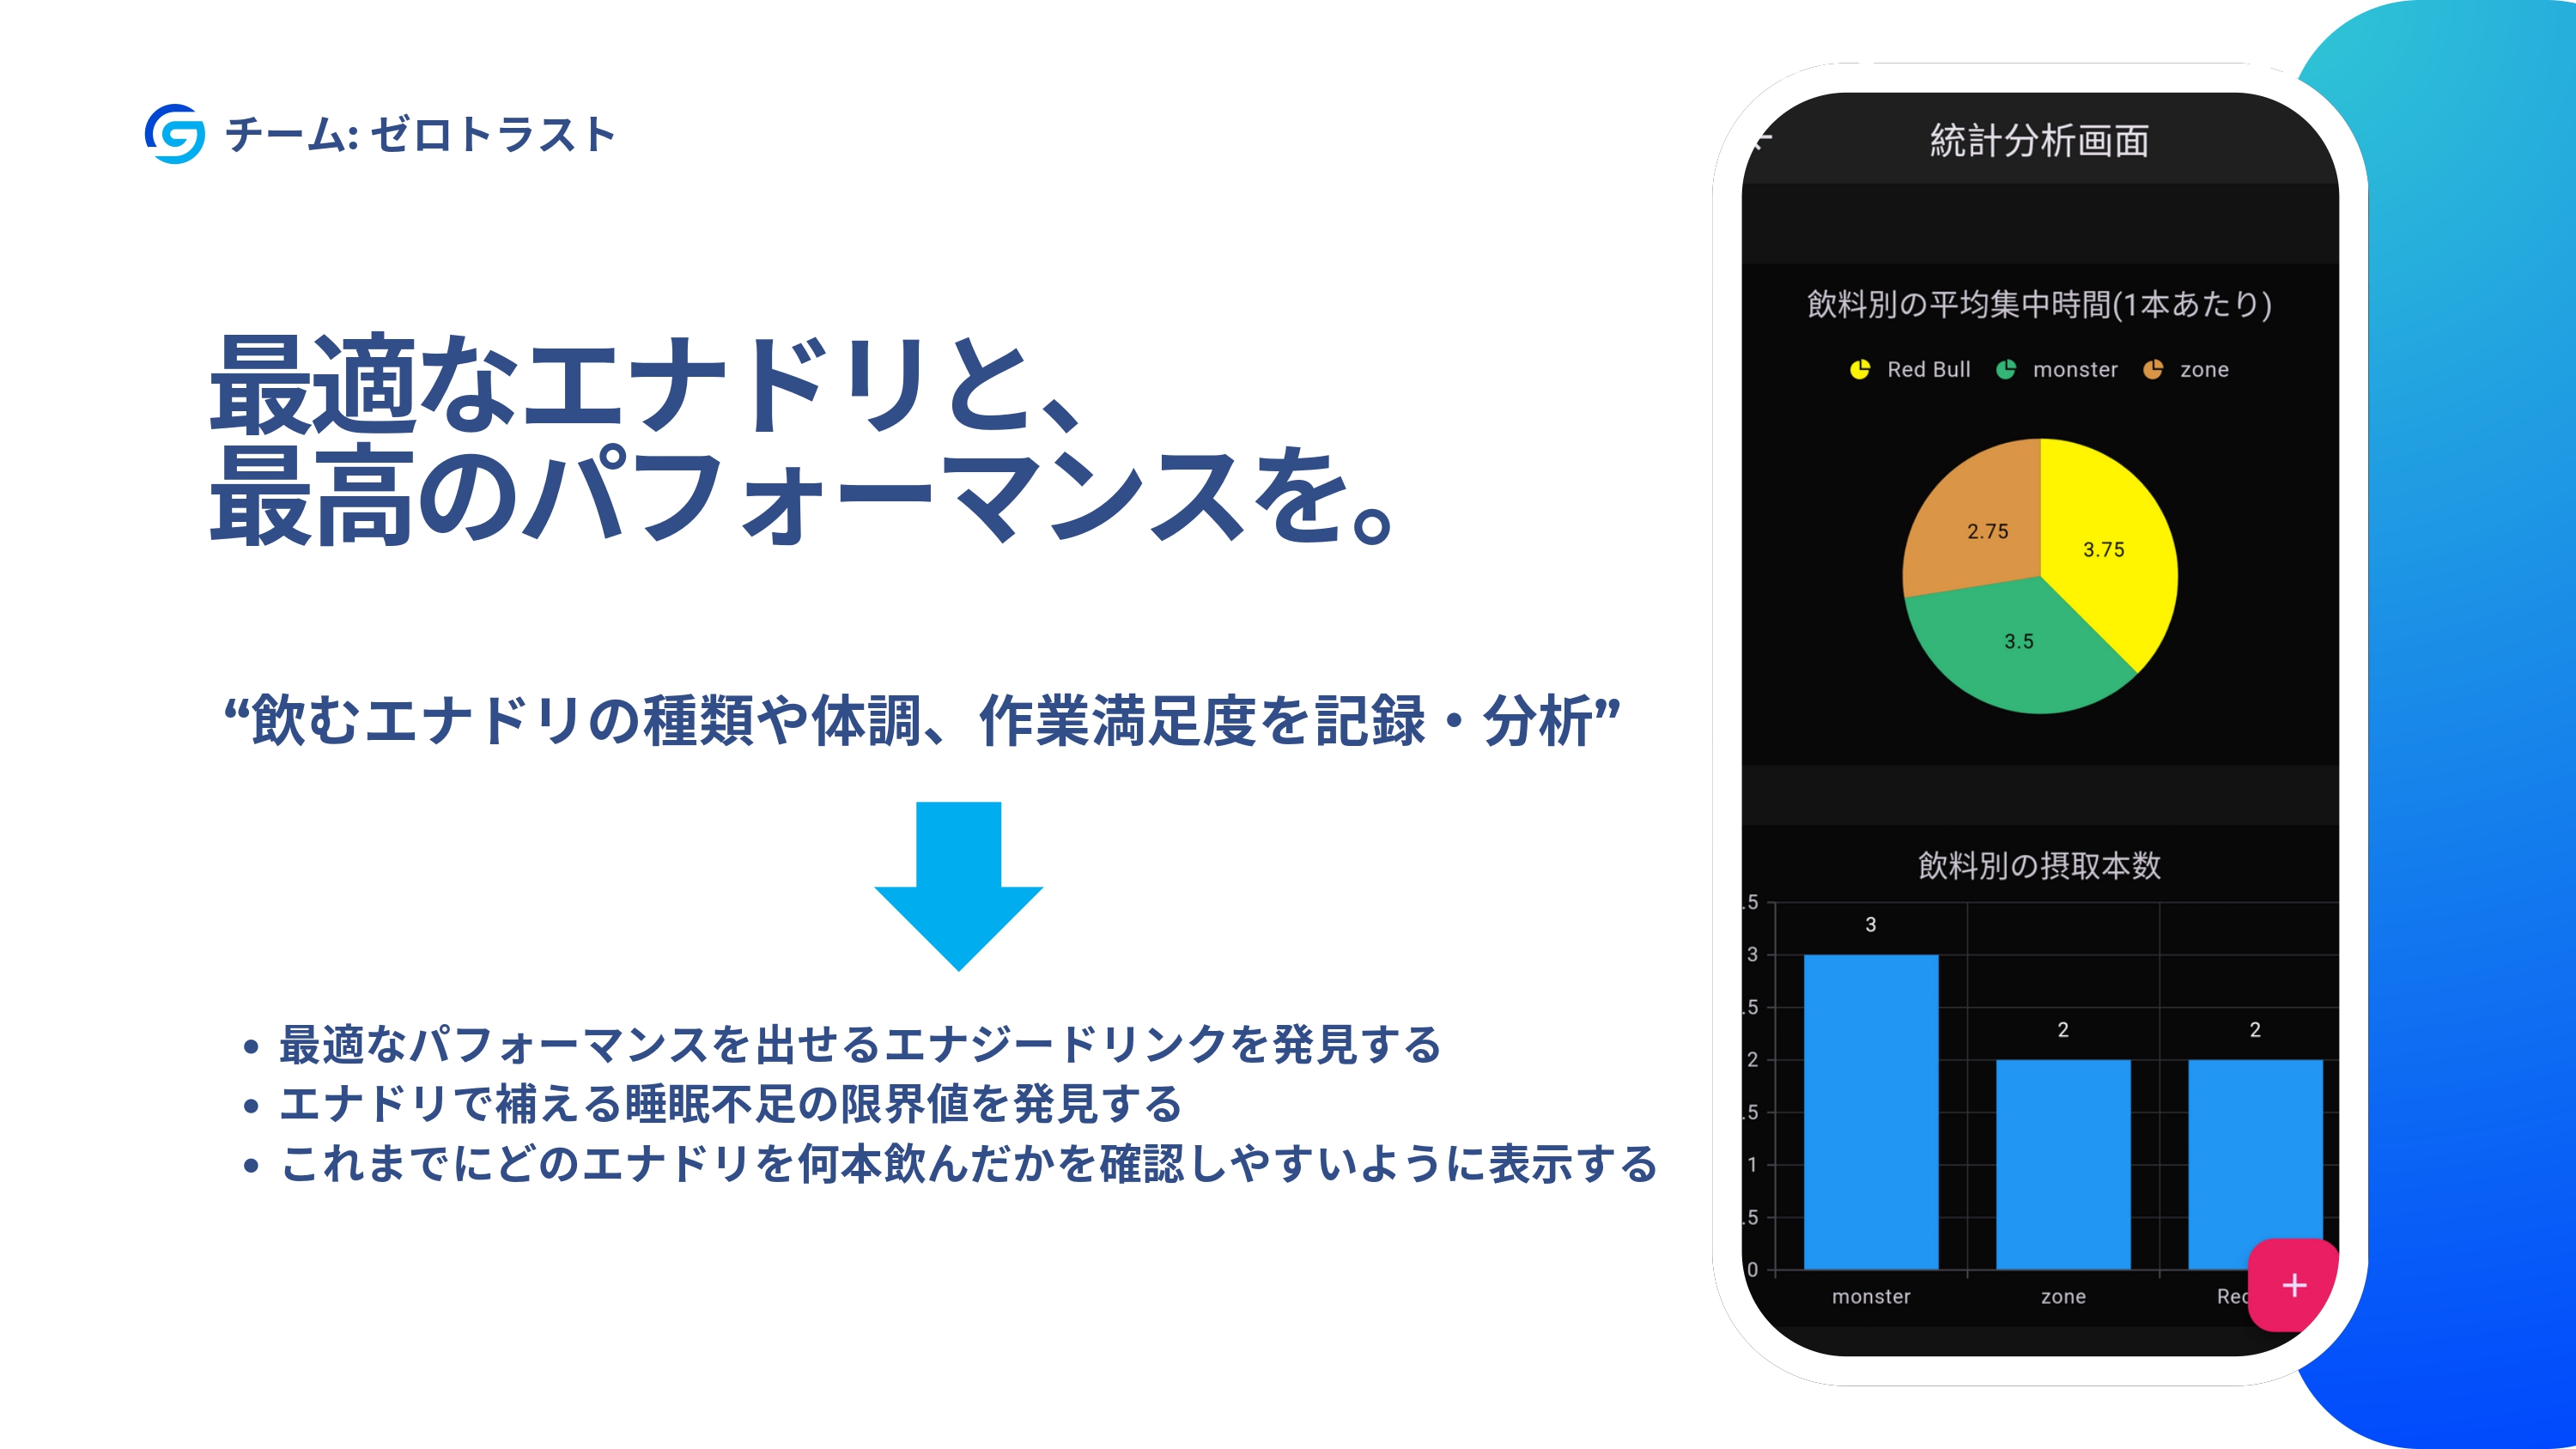 チーム: ゼロトラスト
最適なエナドリと、
最高のパフォーマンスを。
“飲むエナドリの種類や体調、作業満足度を記録・分析”
• 最適なパフォーマンスを出せるエナジードリンクを発見する
• エナドリで補える睡眠不足の限界値を発見する
• これまでにどのエナドリを何本飲んだかを確認しやすいように表示する
統計分析画面
飲料別の平均集中時間(1本あたり)
Red Bull monster zone
2.75
3.75
3.5
飲料別の摂取本数
.5
3
3
.5
2 2 2
.5
1
.5
0
monster zone
+